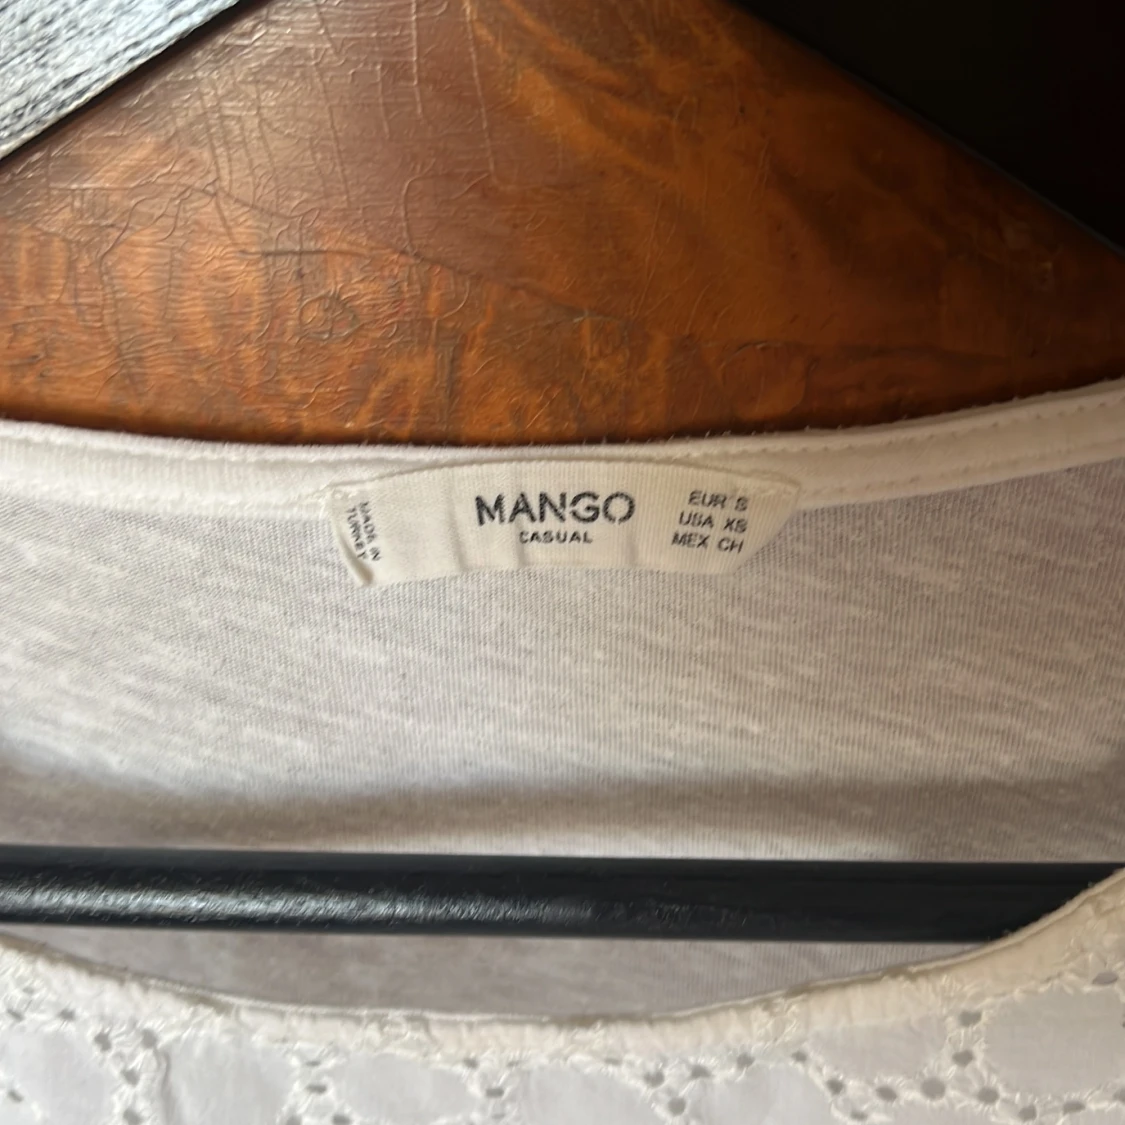 MADE IN
TURKEY
MANGO
CASUAL
EUR S
USA XS
MEX CH